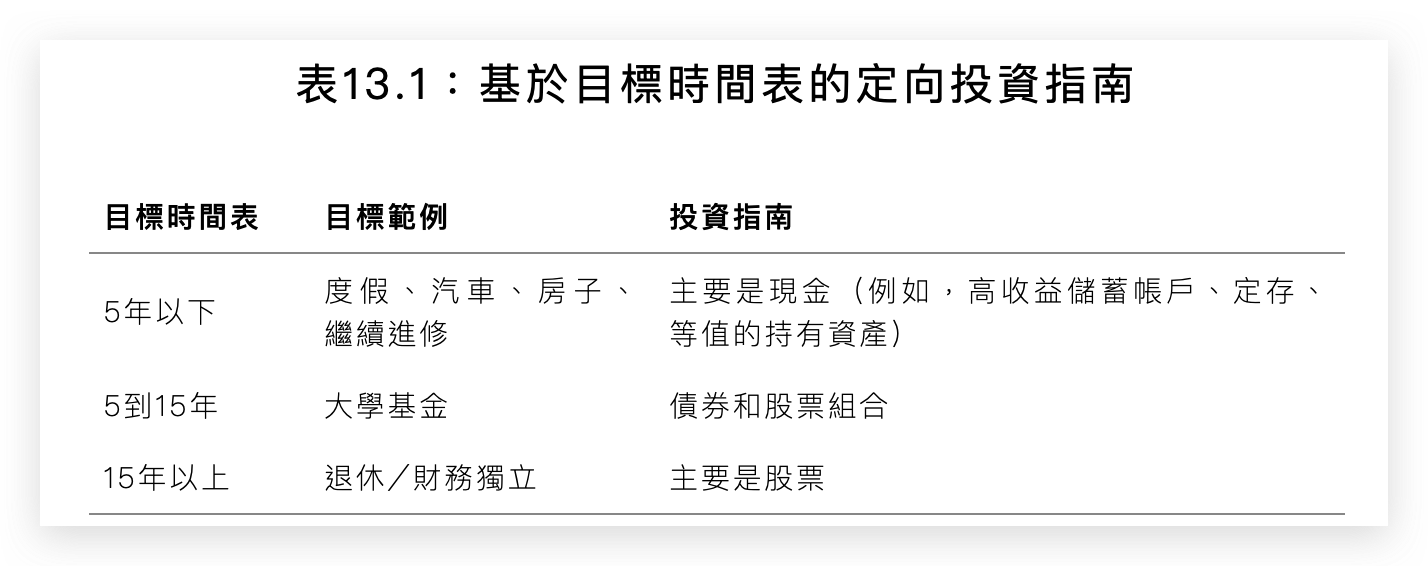 表13.1：基於目標時間表的定向投資指南
目標時間表 目標範例 投資指南
5年以下 度假、汽車、房子、繼續進修 主要是現金（例如，高收益儲蓄帳戶、定存、等值的持有資產）
5到15年 大學基金 債券和股票組合
15年以上 退休／財務獨立 主要是股票